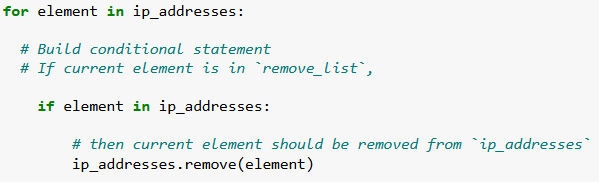 for element in ip_addresses:
# Build conditional statement
# If current element is in `remove_list`,
if element in ip_addresses:
# then current element should be removed from `ip_addresses`
ip_addresses.remove(element)